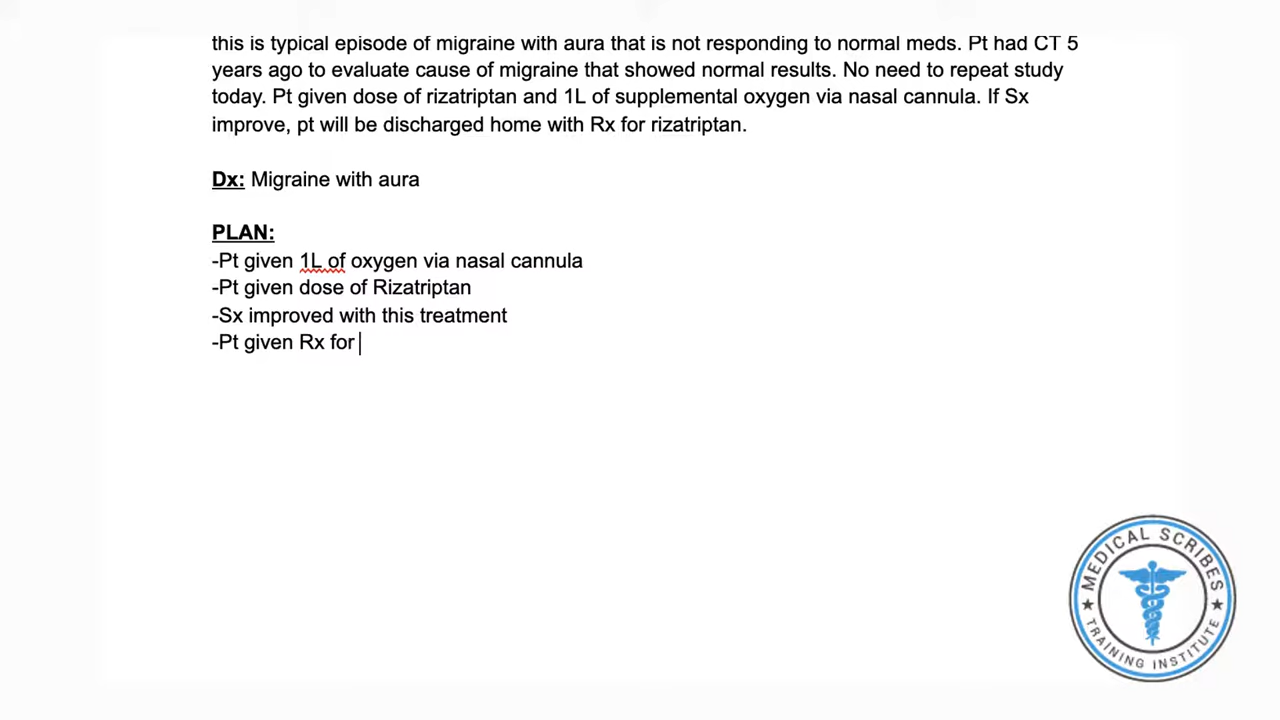 this is typical episode of migraine with aura that is not responding to normal meds. Pt had CT 5
years ago to evaluate cause of migraine that showed normal results. No need to repeat study
today. Pt given dose of rizatriptan and 1L of supplemental oxygen via nasal cannula. If Sx
improve, pt will be discharged home with Rx for rizatriptan.
Dx: Migraine with aura
PLAN:
-Pt given 1L of oxygen via nasal cannula
-Pt given dose of Rizatriptan
-Sx improved with this treatment
-Pt given Rx for
MEDICAL SCRIBES
TRAINING INSTITUTE